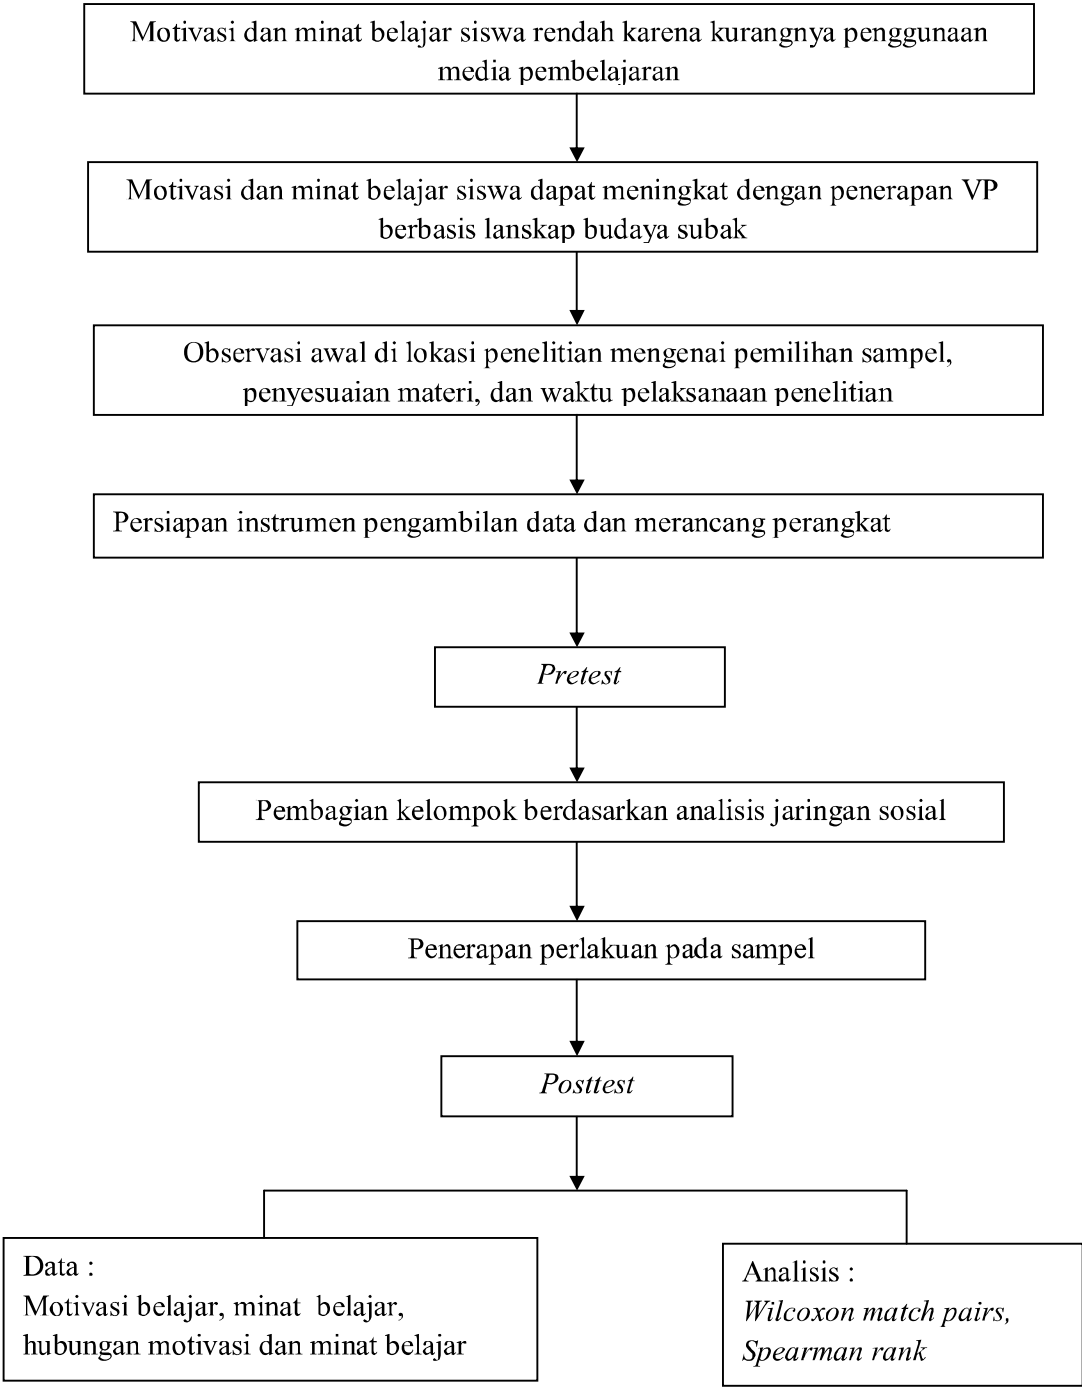 Motivasi dan minat belajar siswa rendah karena kurangnya penggunaan
media pembelajaran
Motivasi dan minat belajar siswa dapat meningkat dengan penerapan VP
berbasis lanskap budaya subak
Observasi awal di lokasi penelitian mengenai pemilihan sampel,
penyesuaian materi, dan waktu pelaksanaan penelitian
Persiapan instrumen pengambilan data dan merancang perangkat
Pretest
Pembagian kelompok berdasarkan analisis jaringan sosial
Penerapan perlakuan pada sampel
Posttest
Data :
Motivasi belajar, minat  belajar,
hubungan motivasi dan minat belajar
Analisis :
Wilcoxon match pairs,
Spearman rank